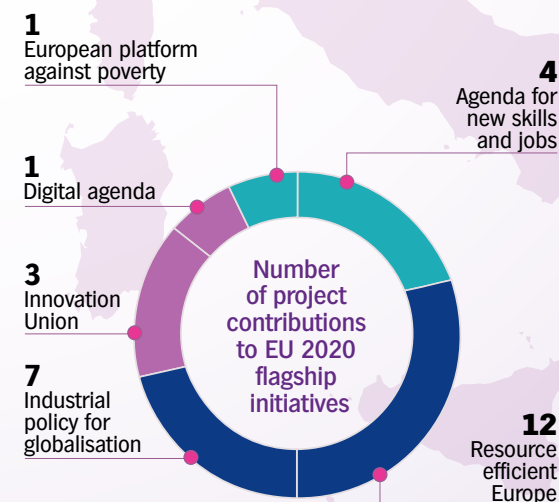 1
European platform
against poverty
4
Agenda for
new skills
and jobs
1
Digital agenda
3
Innovation
Union
7
Industrial
policy for
globalisation
Number
of project
contributions
to EU 2020
flagship
initiatives
12
Resource
efficient
Europe